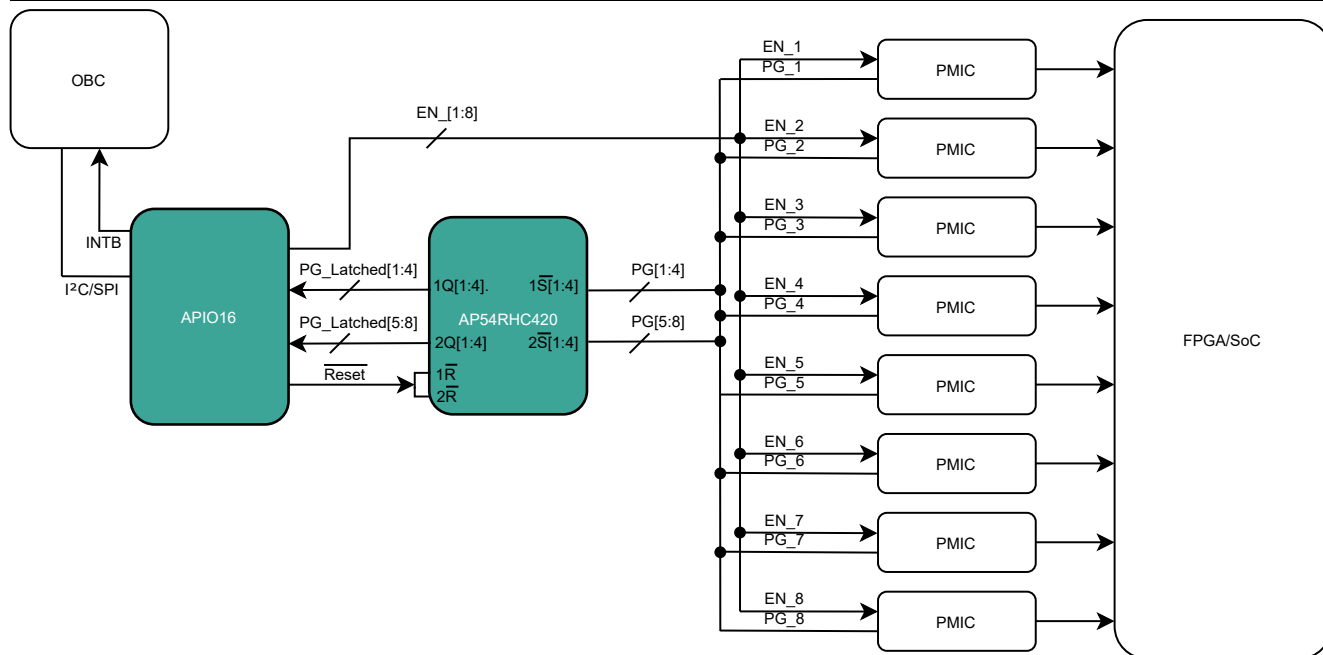 OBC
EN_[1:8]
INTB
I²C/SPI
APIO16
PG_Latched[1:4]
PG_Latched[5:8]
R̅e̅s̅e̅t̅
AP54RHC420
1Q[1:4].
1S̅[1:4]
2Q[1:4]
2S̅[1:4]
1R̅
2R̅
PG[1:4]
PG[5:8]
EN_1
PG_1
PMIC
EN_2
PG_2
PMIC
EN_3
PG_3
PMIC
EN_4
PG_4
PMIC
EN_5
PG_5
PMIC
EN_6
PG_6
PMIC
EN_7
PG_7
PMIC
EN_8
PG_8
PMIC
FPGA/SoC